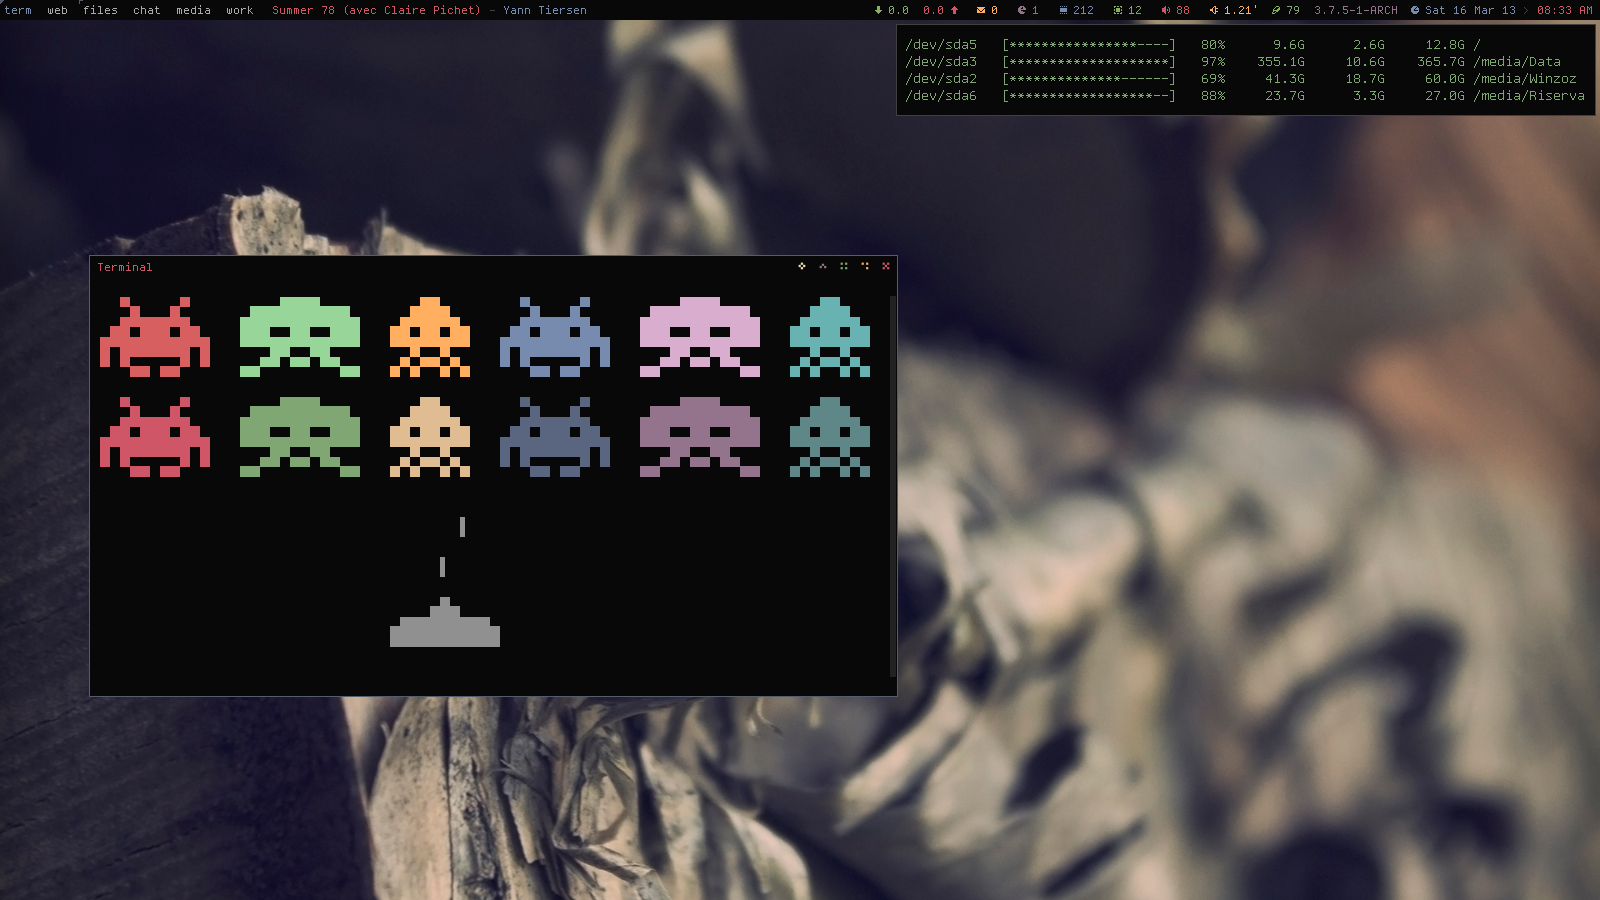 term web files chat media work Summer 78 (avec Claire Pichet) - Yann Tiersen 0.0 0.0 0 1 212 12 88 1.21' 79 3.7.5-1-ARCH Sat 16 Mar 13 08:33 AM
/dev/sda5 [****************----] 80% 9.6G 2.6G 12.8G /
/dev/sda3 [********************] 97% 355.1G 10.6G 365.7G /media/Data
/dev/sda2 [**************------] 69% 41.3G 18.7G 60.0G /media/Winzoz
/dev/sda6 [******************--] 88% 23.7G 3.3G 27.0G /media/Riserva
Terminal